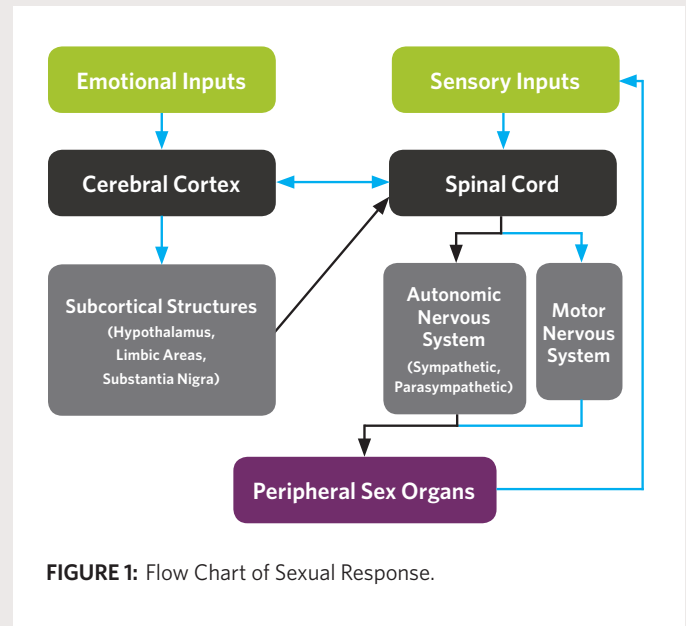 Emotional Inputs
Sensory Inputs
Cerebral Cortex
Spinal Cord
Subcortical Structures
(Hypothalamus,
Limbic Areas,
Substantia Nigra)
Autonomic
Nervous
System
(Sympathetic,
Parasympathetic)
Motor
Nervous
System
Peripheral Sex Organs
FIGURE 1: Flow Chart of Sexual Response.